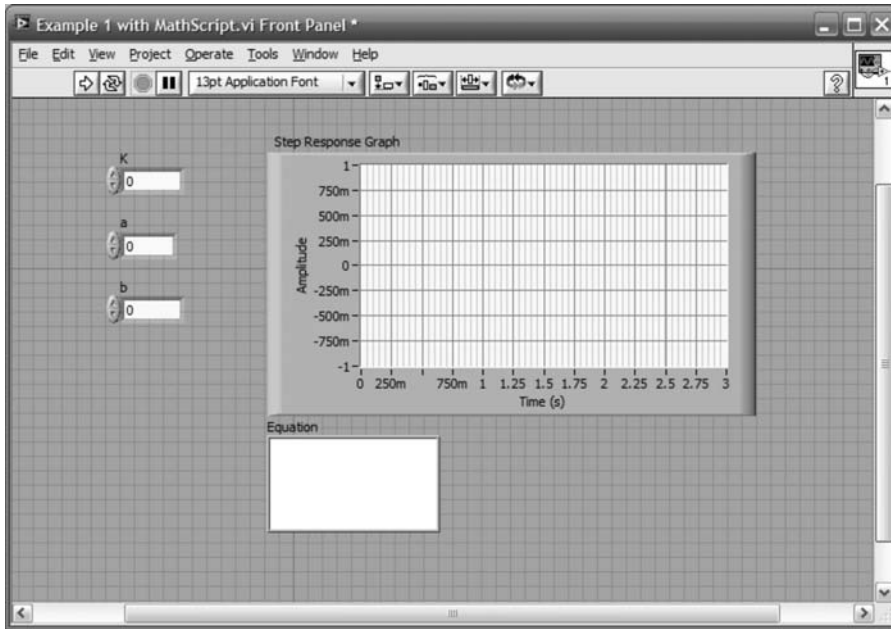 Example 1 with MathScript.vi Front Panel *
File Edit View Project Operate Tools Window Help
13pt Application Font
1
Step Response Graph
K
0
a
0
b
0
Amplitude
1
750m
500m
250m
0
-250m
-500m
-750m
-1
0 250m 750m 1 1.25 1.5 1.75 2 2.25 2.5 2.75 3
Time (s)
Equation